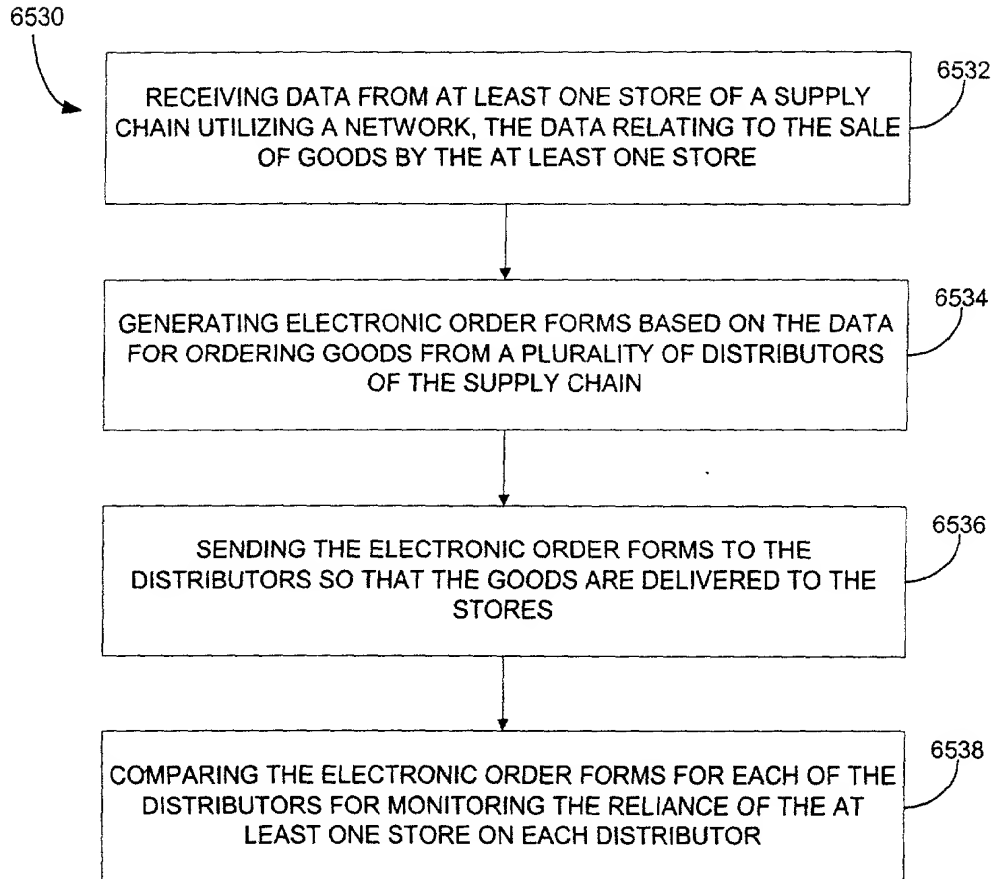 6530
6532
RECEIVING DATA FROM AT LEAST ONE STORE OF A SUPPLY
CHAIN UTILIZING A NETWORK, THE DATA RELATING TO THE SALE
OF GOODS BY THE AT LEAST ONE STORE
6534
GENERATING ELECTRONIC ORDER FORMS BASED ON THE DATA
FOR ORDERING GOODS FROM A PLURALITY OF DISTRIBUTORS
OF THE SUPPLY CHAIN
6536
SENDING THE ELECTRONIC ORDER FORMS TO THE
DISTRIBUTORS SO THAT THE GOODS ARE DELIVERED TO THE
STORES
6538
COMPARING THE ELECTRONIC ORDER FORMS FOR EACH OF THE
DISTRIBUTORS FOR MONITORING THE RELIANCE OF THE AT
LEAST ONE STORE ON EACH DISTRIBUTOR